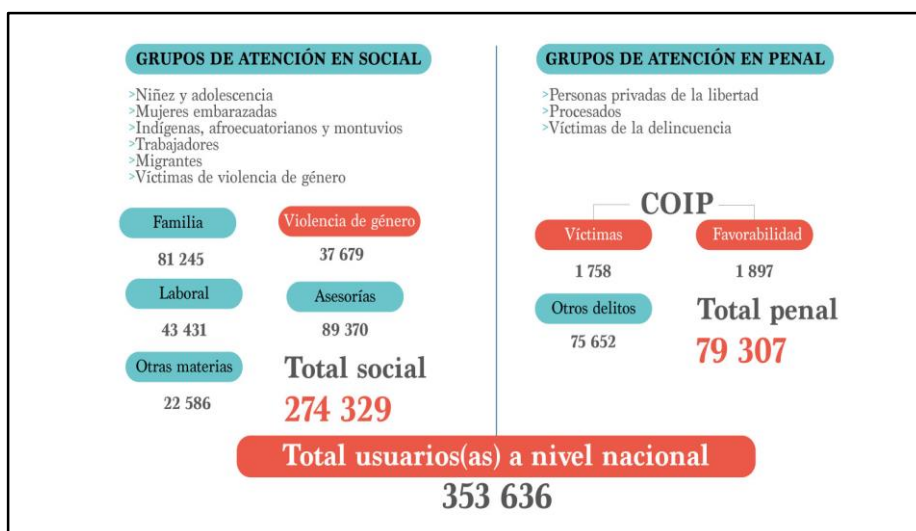 GRUPOS DE ATENCIÓN EN SOCIAL
>Niñez y adolescencia
>Mujeres embarazadas
>Indígenas, afroecuatorianos y montuvios
>Trabajadores
>Migrantes
>Víctimas de violencia de género
Familia
81 245
Violencia de género
37 679
Laboral
43 431
Asesorías
89 370
Otras materias
22 586
Total social
274 329
GRUPOS DE ATENCIÓN EN PENAL
>Personas privadas de la libertad
>Procesados
>Víctimas de la delincuencia
COIP
Víctimas
1 758
Favorabilidad
1 897
Otros delitos
75 652
Total penal
79 307
Total usuarios(as) a nivel nacional
353 636